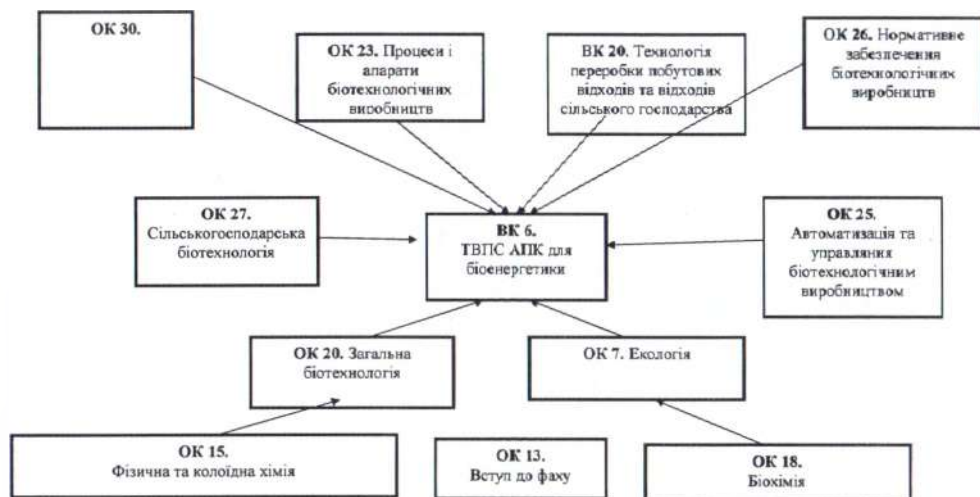 ОК 30.
ОК 23. Процеси і
апарати
біотехнологічних
виробництв
ВК 20. Технологія
переробки побутових
відходів та відходів
сільського господарства
ОК 26. Нормативне
забезпечення
біотехнологічних
виробництв
ОК 27.
Сільськогосподарська
біотехнологія
ВК 6.
ТВПС АПК для
біоенергетики
ОК 25.
Автоматизація та
управління
біотехнологічним
виробництвом
ОК 20. Загальна
біотехнологія
ОК 7. Екологія
ОК 15.
Фізична та колоїдна хімія
ОК 13.
Вступ до фаху
ОК 18.
Біохімія